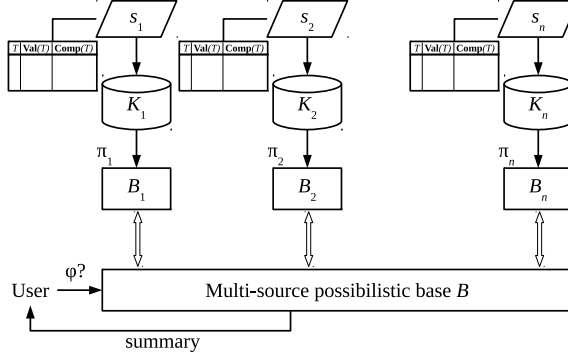 s1 s2 sn
T Val(T) Comp(T) T Val(T) Comp(T) T Val(T) Comp(T)
K1 K2 Kn
π1 π2 πn
B1 B2 Bn
φ?
User Multi-source possibilistic base B
summary